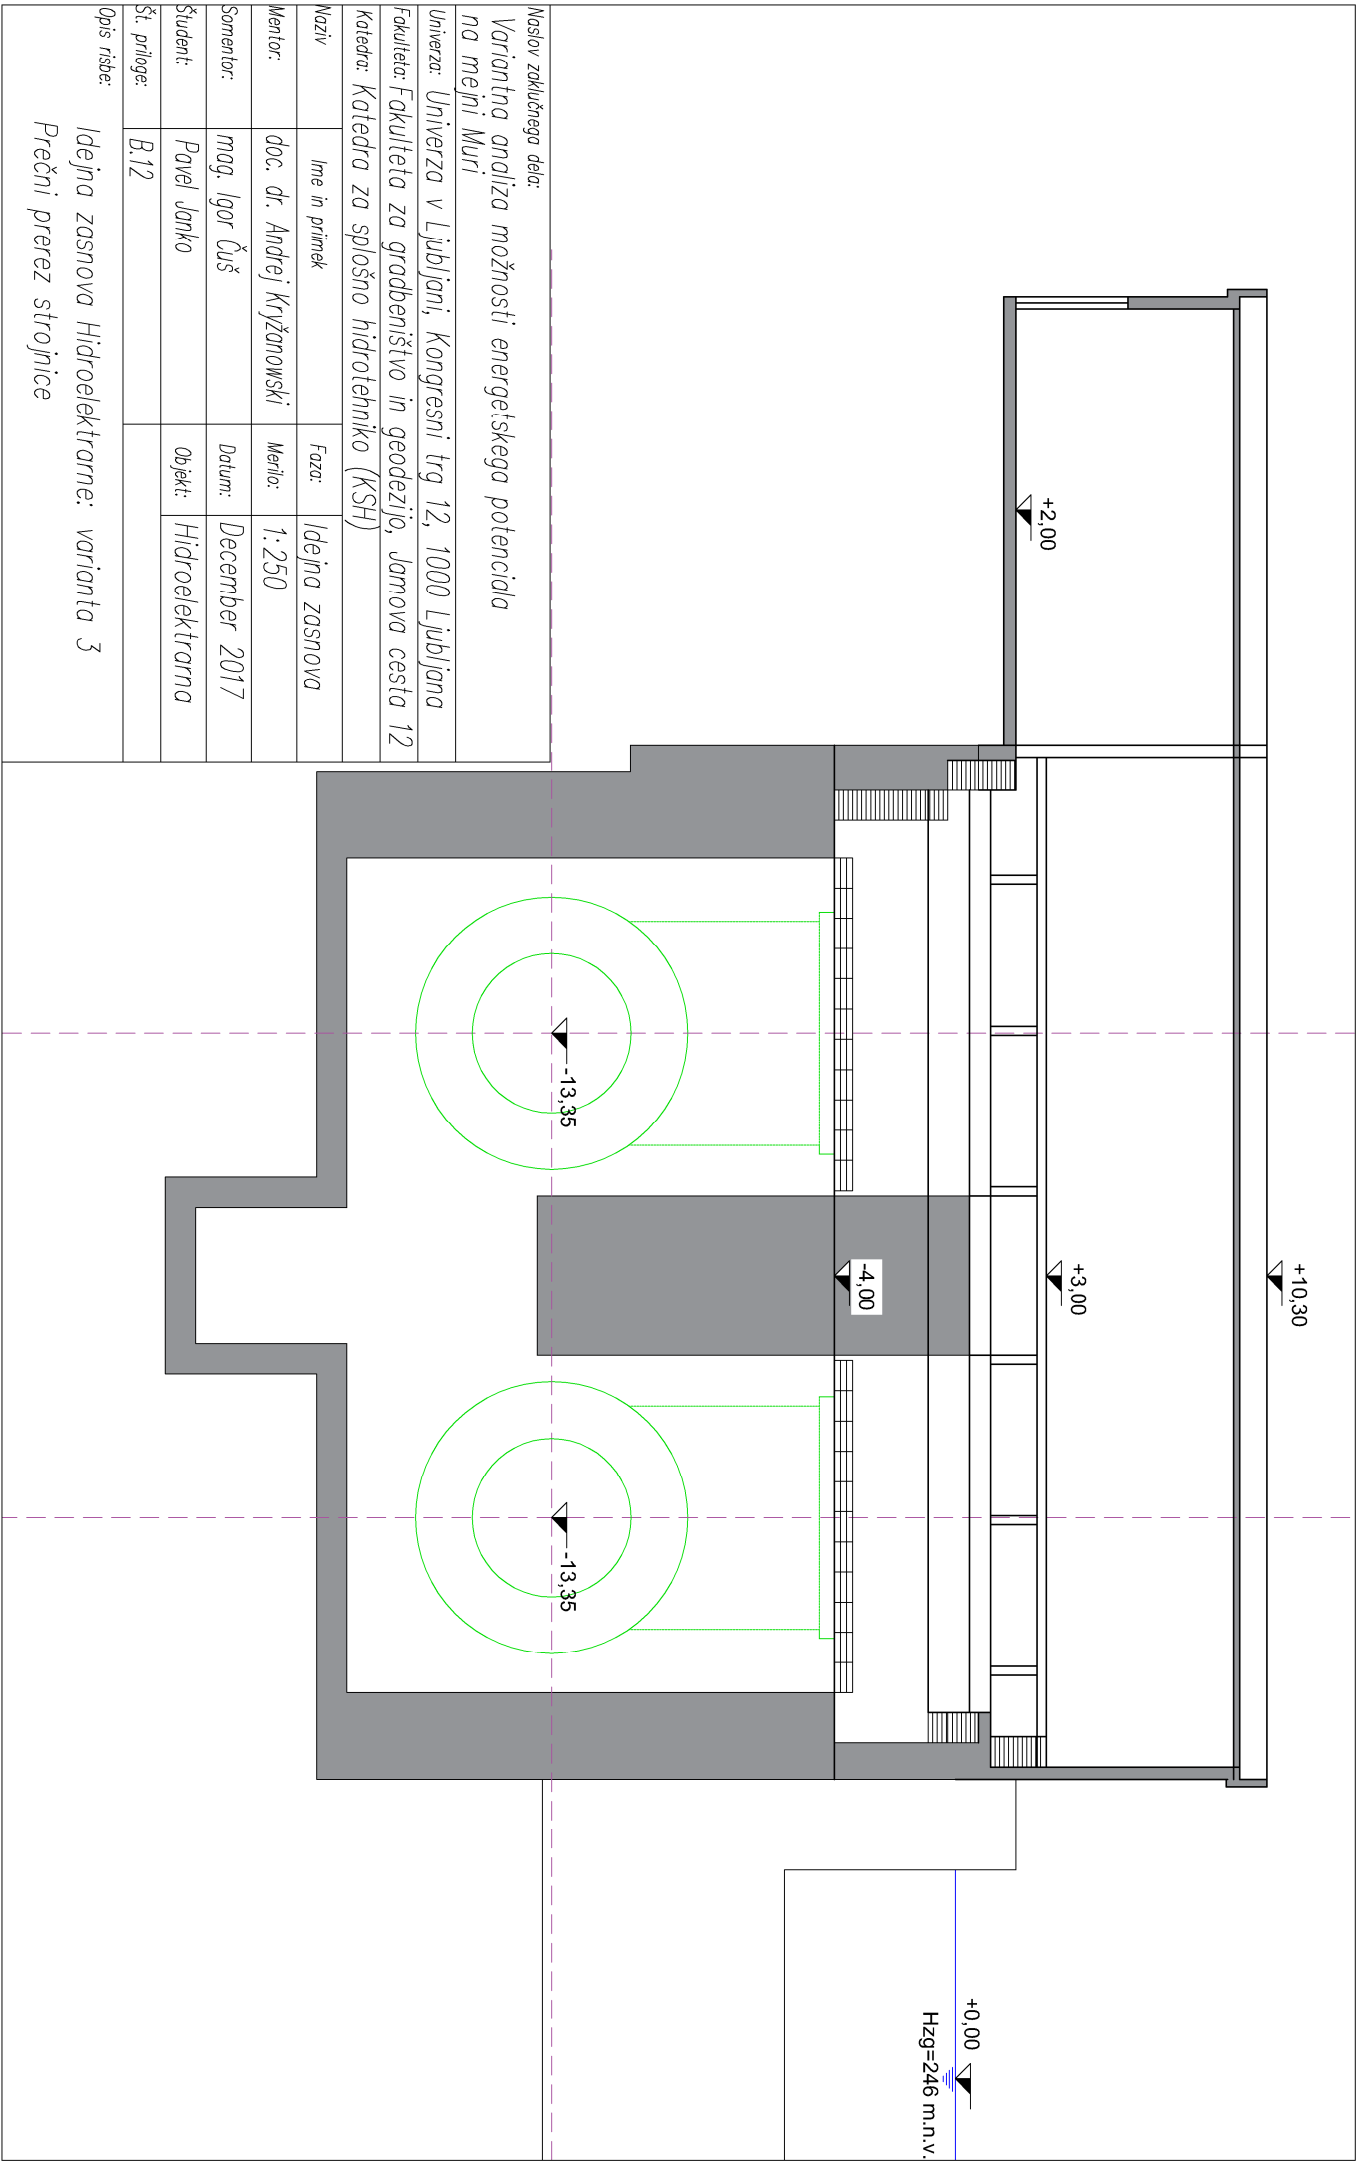 +10,30
+3,00
+2,00
+0,00
Hzg=246 m.n.v.
-4,00
-13,35
-13,35
Naslov zaključnega dela:
Variantna analiza možnosti energetskega potenciala
na mejni Muri
Univerza: Univerza v Ljubljani, Kongresni trg 12, 1000 Ljubljana
Fakulteta: Fakulteta za gradbeništvo in geodezijo, Jamova cesta 12
Katedra: Katedra za splošno hidrotehniko (KSH)
Naziv Ime in priimek Faza: Idejna zasnova
Mentor: doc. dr. Andrej Kryžanowski Merilo: 1:250
Somentor: mag. Igor Čuš Datum: December 2017
Študent: Pavel Janko Objekt: Hidroelektrarna
Št. priloge: B.12
Opis risbe:
Idejna zasnova Hidroelektrarne: varianta 3
Prečni prerez strojnice